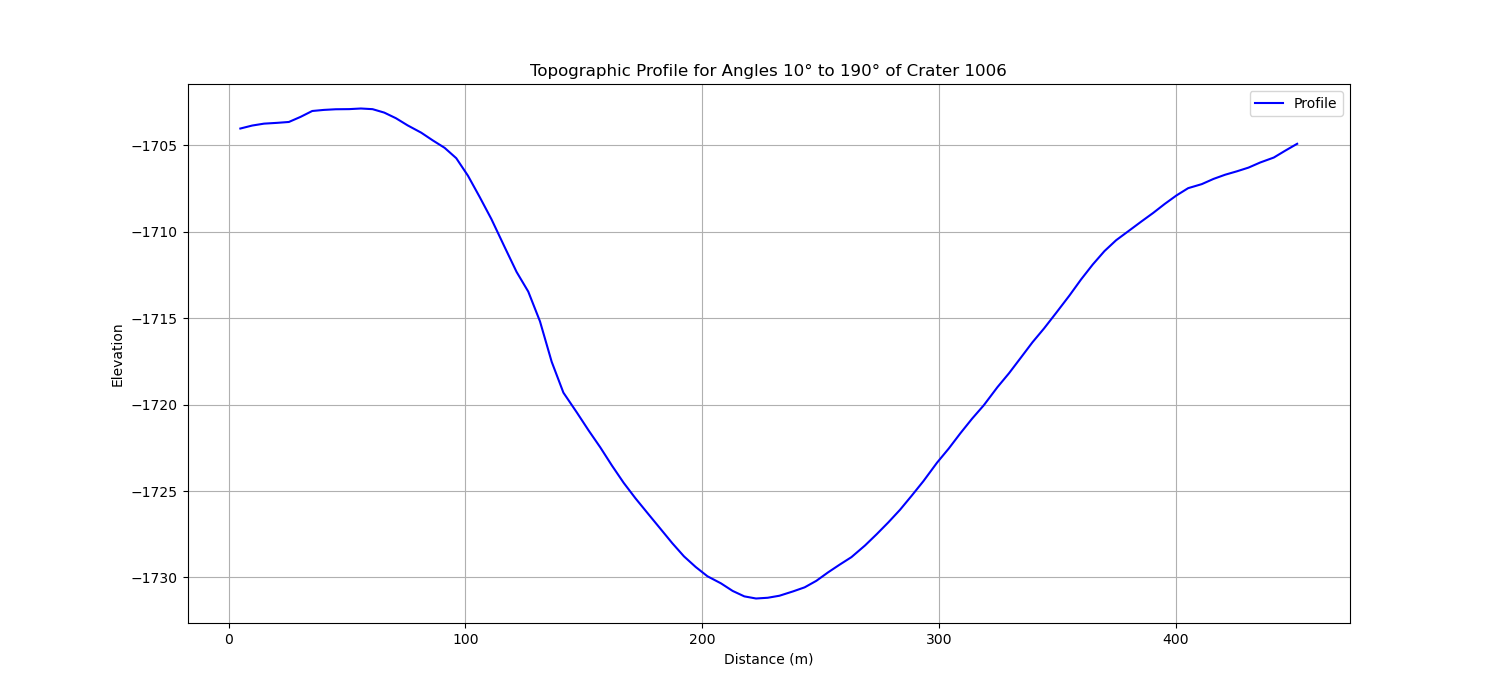 Topographic Profile for Angles 10° to 190° of Crater 1006
Profile
−1705
−1710
−1715
−1720
−1725
−1730
Elevation
0
100
200
300
400
Distance (m)